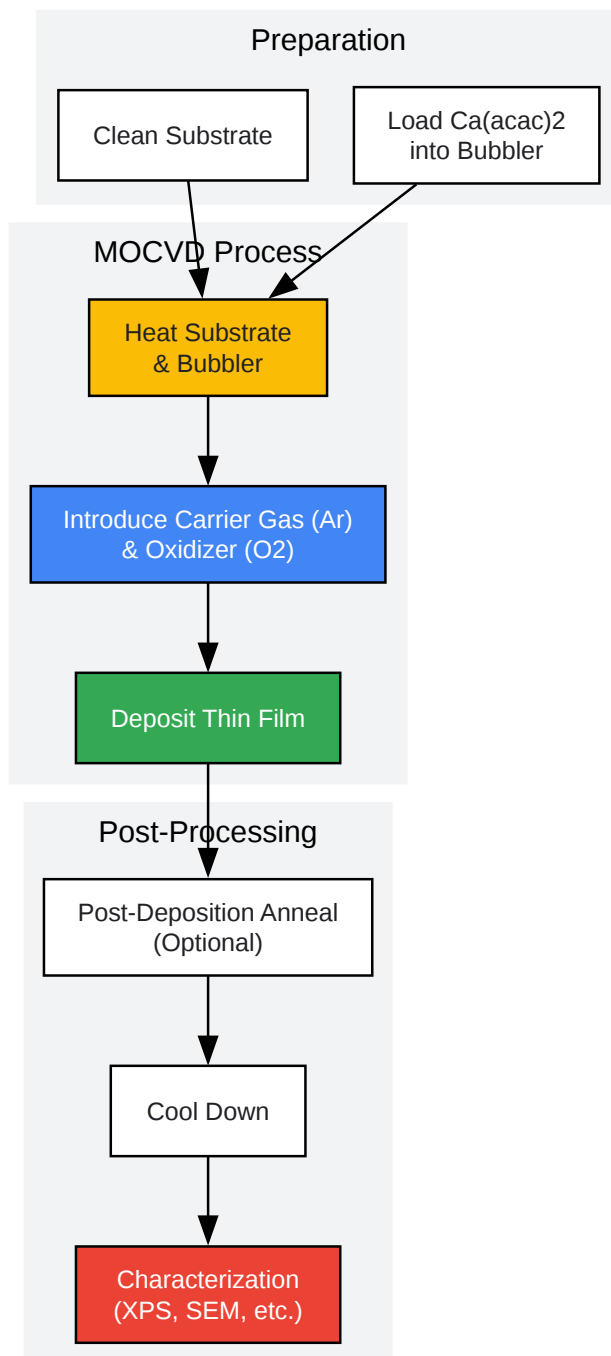 Preparation
Clean Substrate
Load Ca(acac)2
into Bubbler
MOCVD Process
Heat Substrate
& Bubbler
Introduce Carrier Gas (Ar)
& Oxidizer (O2)
Deposit Thin Film
Post-Processing
Post-Deposition Anneal
(Optional)
Cool Down
Characterization
(XPS, SEM, etc.)